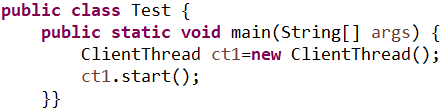 public class Test {
    public static void main(String[] args) {
        ClientThread ct1=new ClientThread();
        ct1.start();
    }}